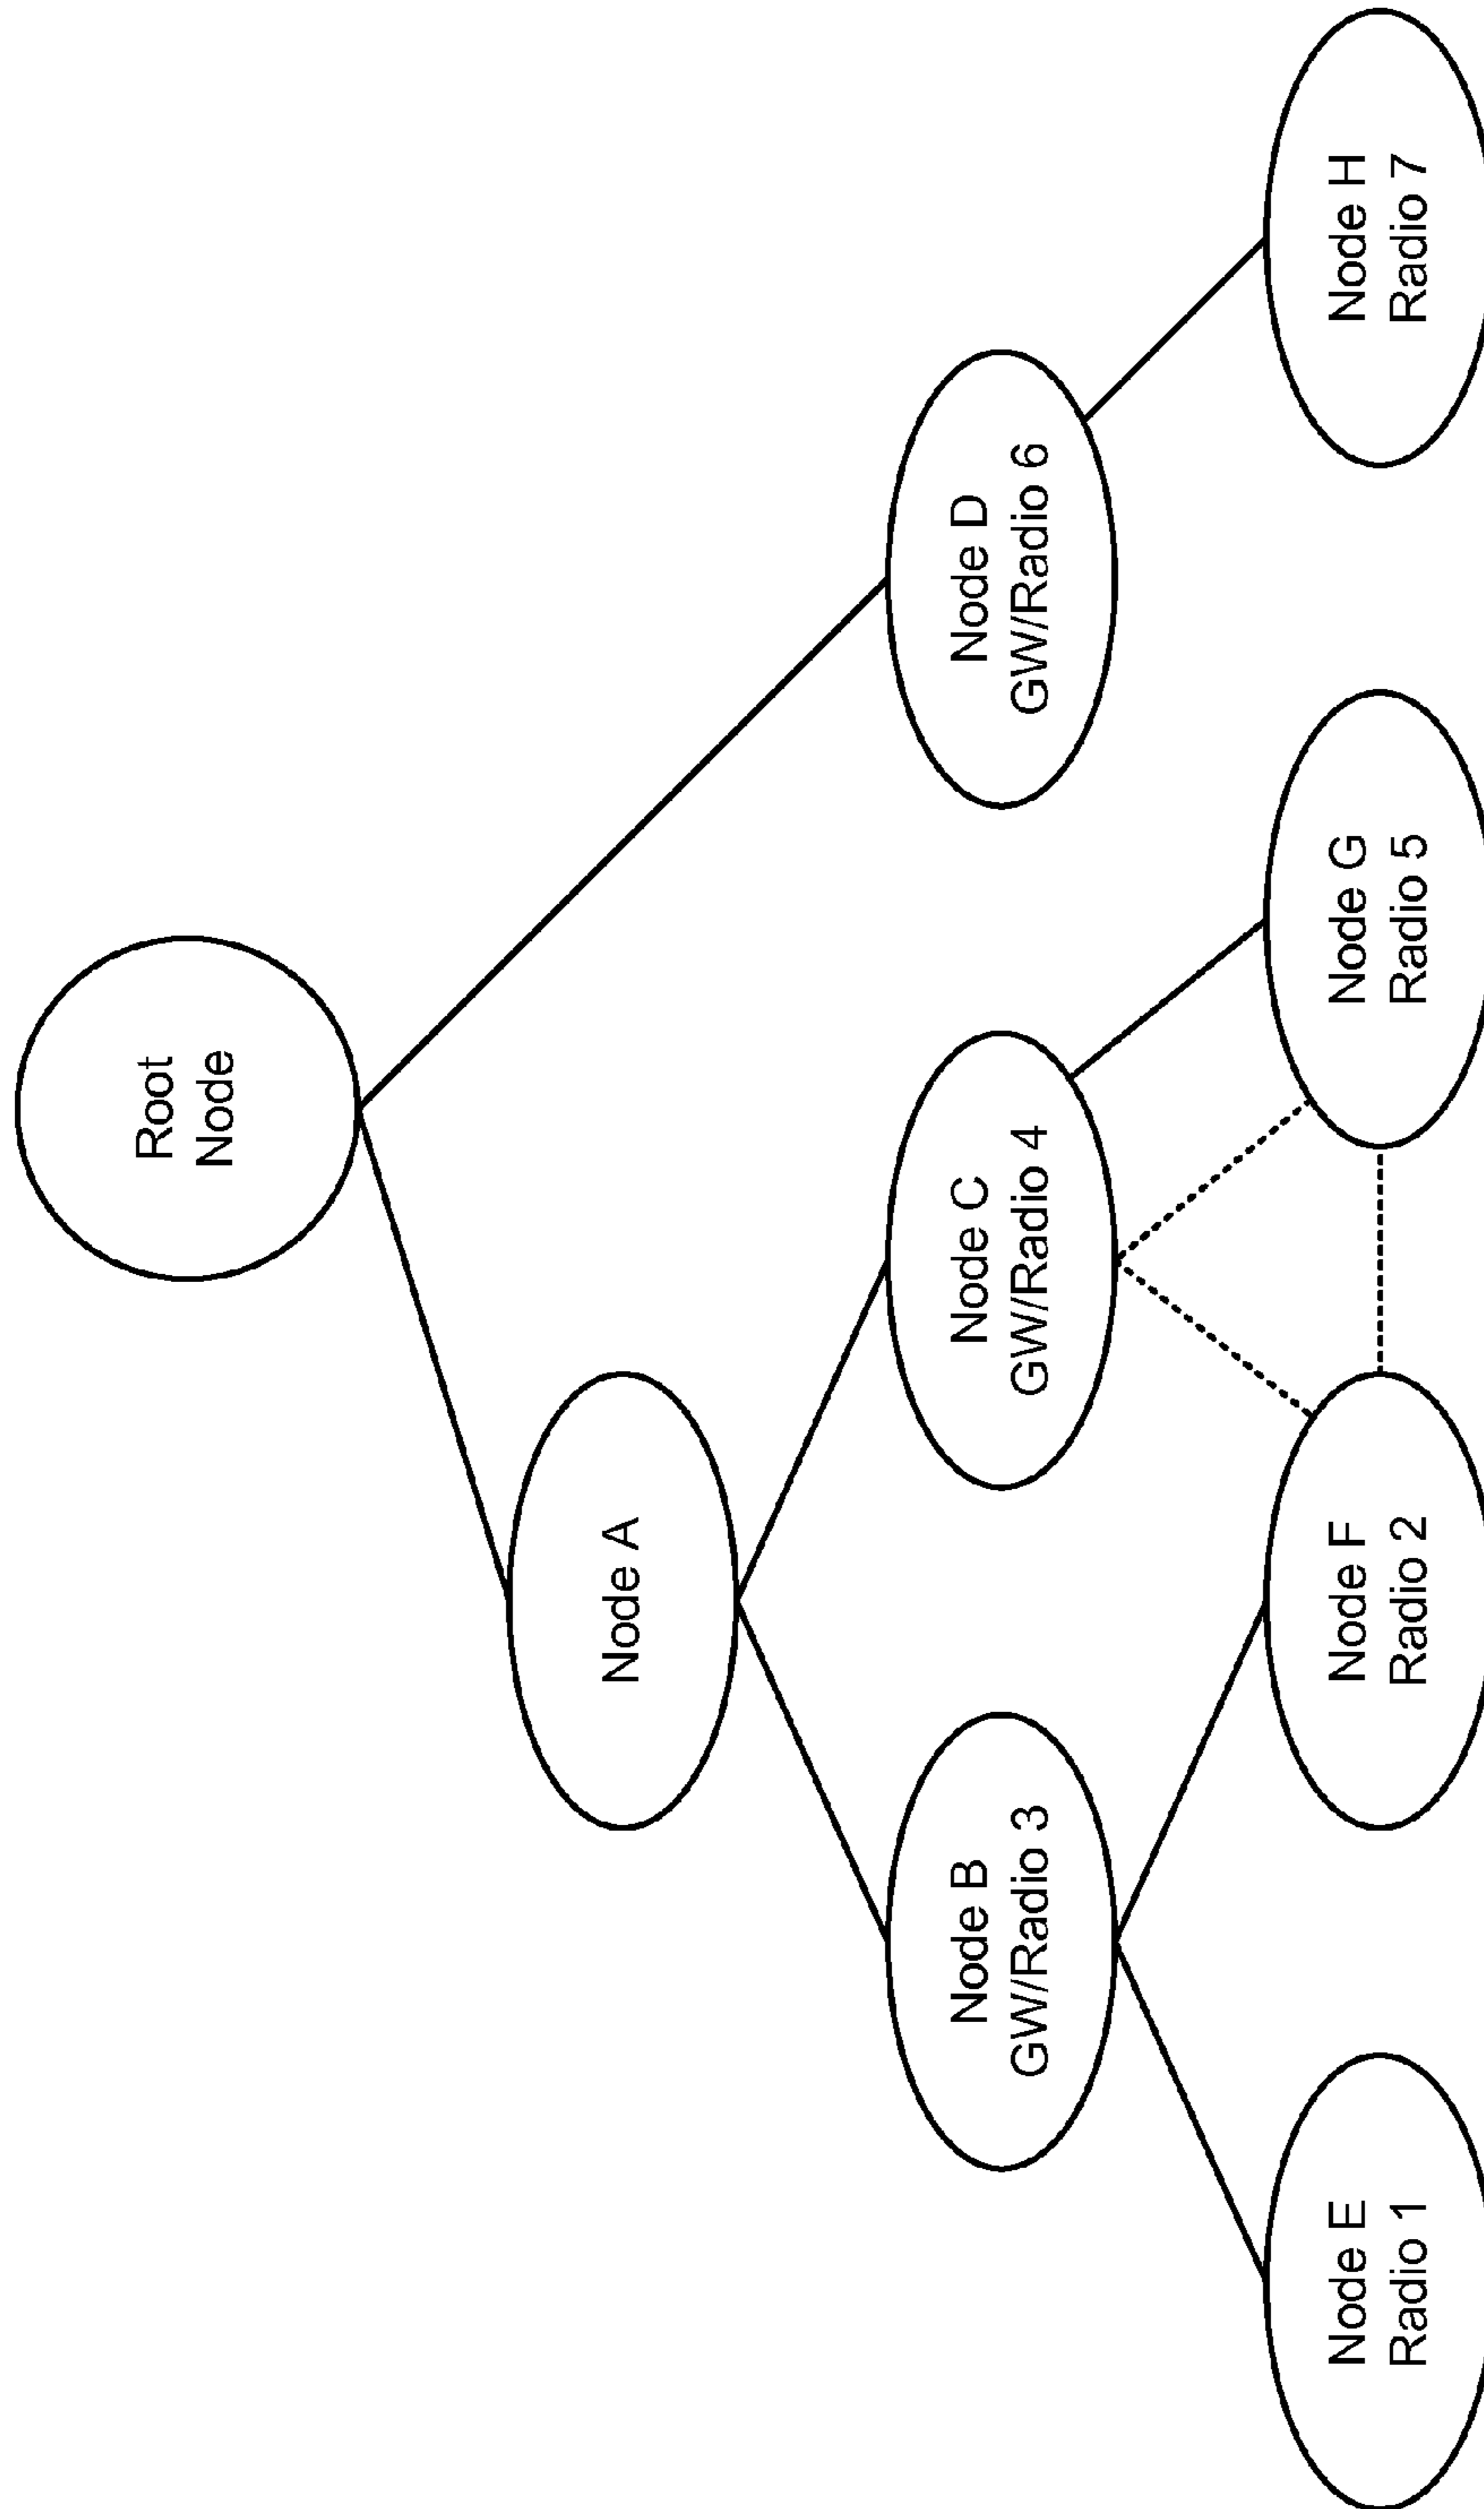 Root
Node
Node A
Node B
GW/Radio 3
Node C
GW/Radio 4
Node D
GW/Radio 6
Node E
Radio 1
Node F
Radio 2
Node G
Radio 5
Node H
Radio 7